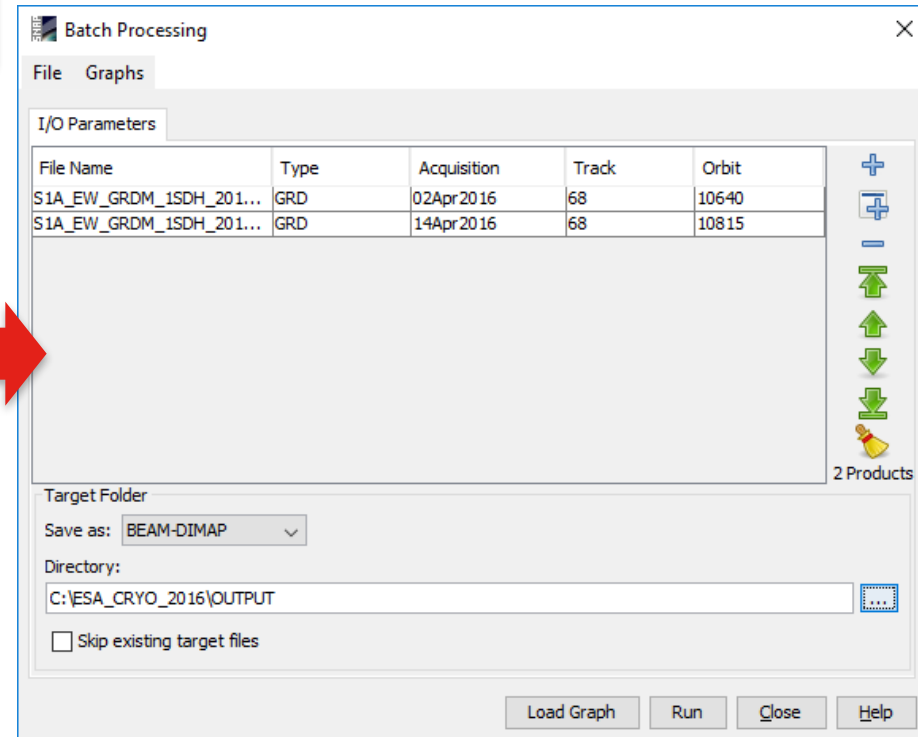 Batch Processing
File Graphs
I/O Parameters
File Name Type Acquisition Track Orbit
S1A_EW_GRDM_1SDH_201... GRD 02Apr2016 68 10640
S1A_EW_GRDM_1SDH_201... GRD 14Apr2016 68 10815
2 Products
Target Folder
Save as: BEAM-DIMAP
Directory:
C:\ESA_CRYO_2016\OUTPUT ...
Skip existing target files
Load Graph Run Close Help